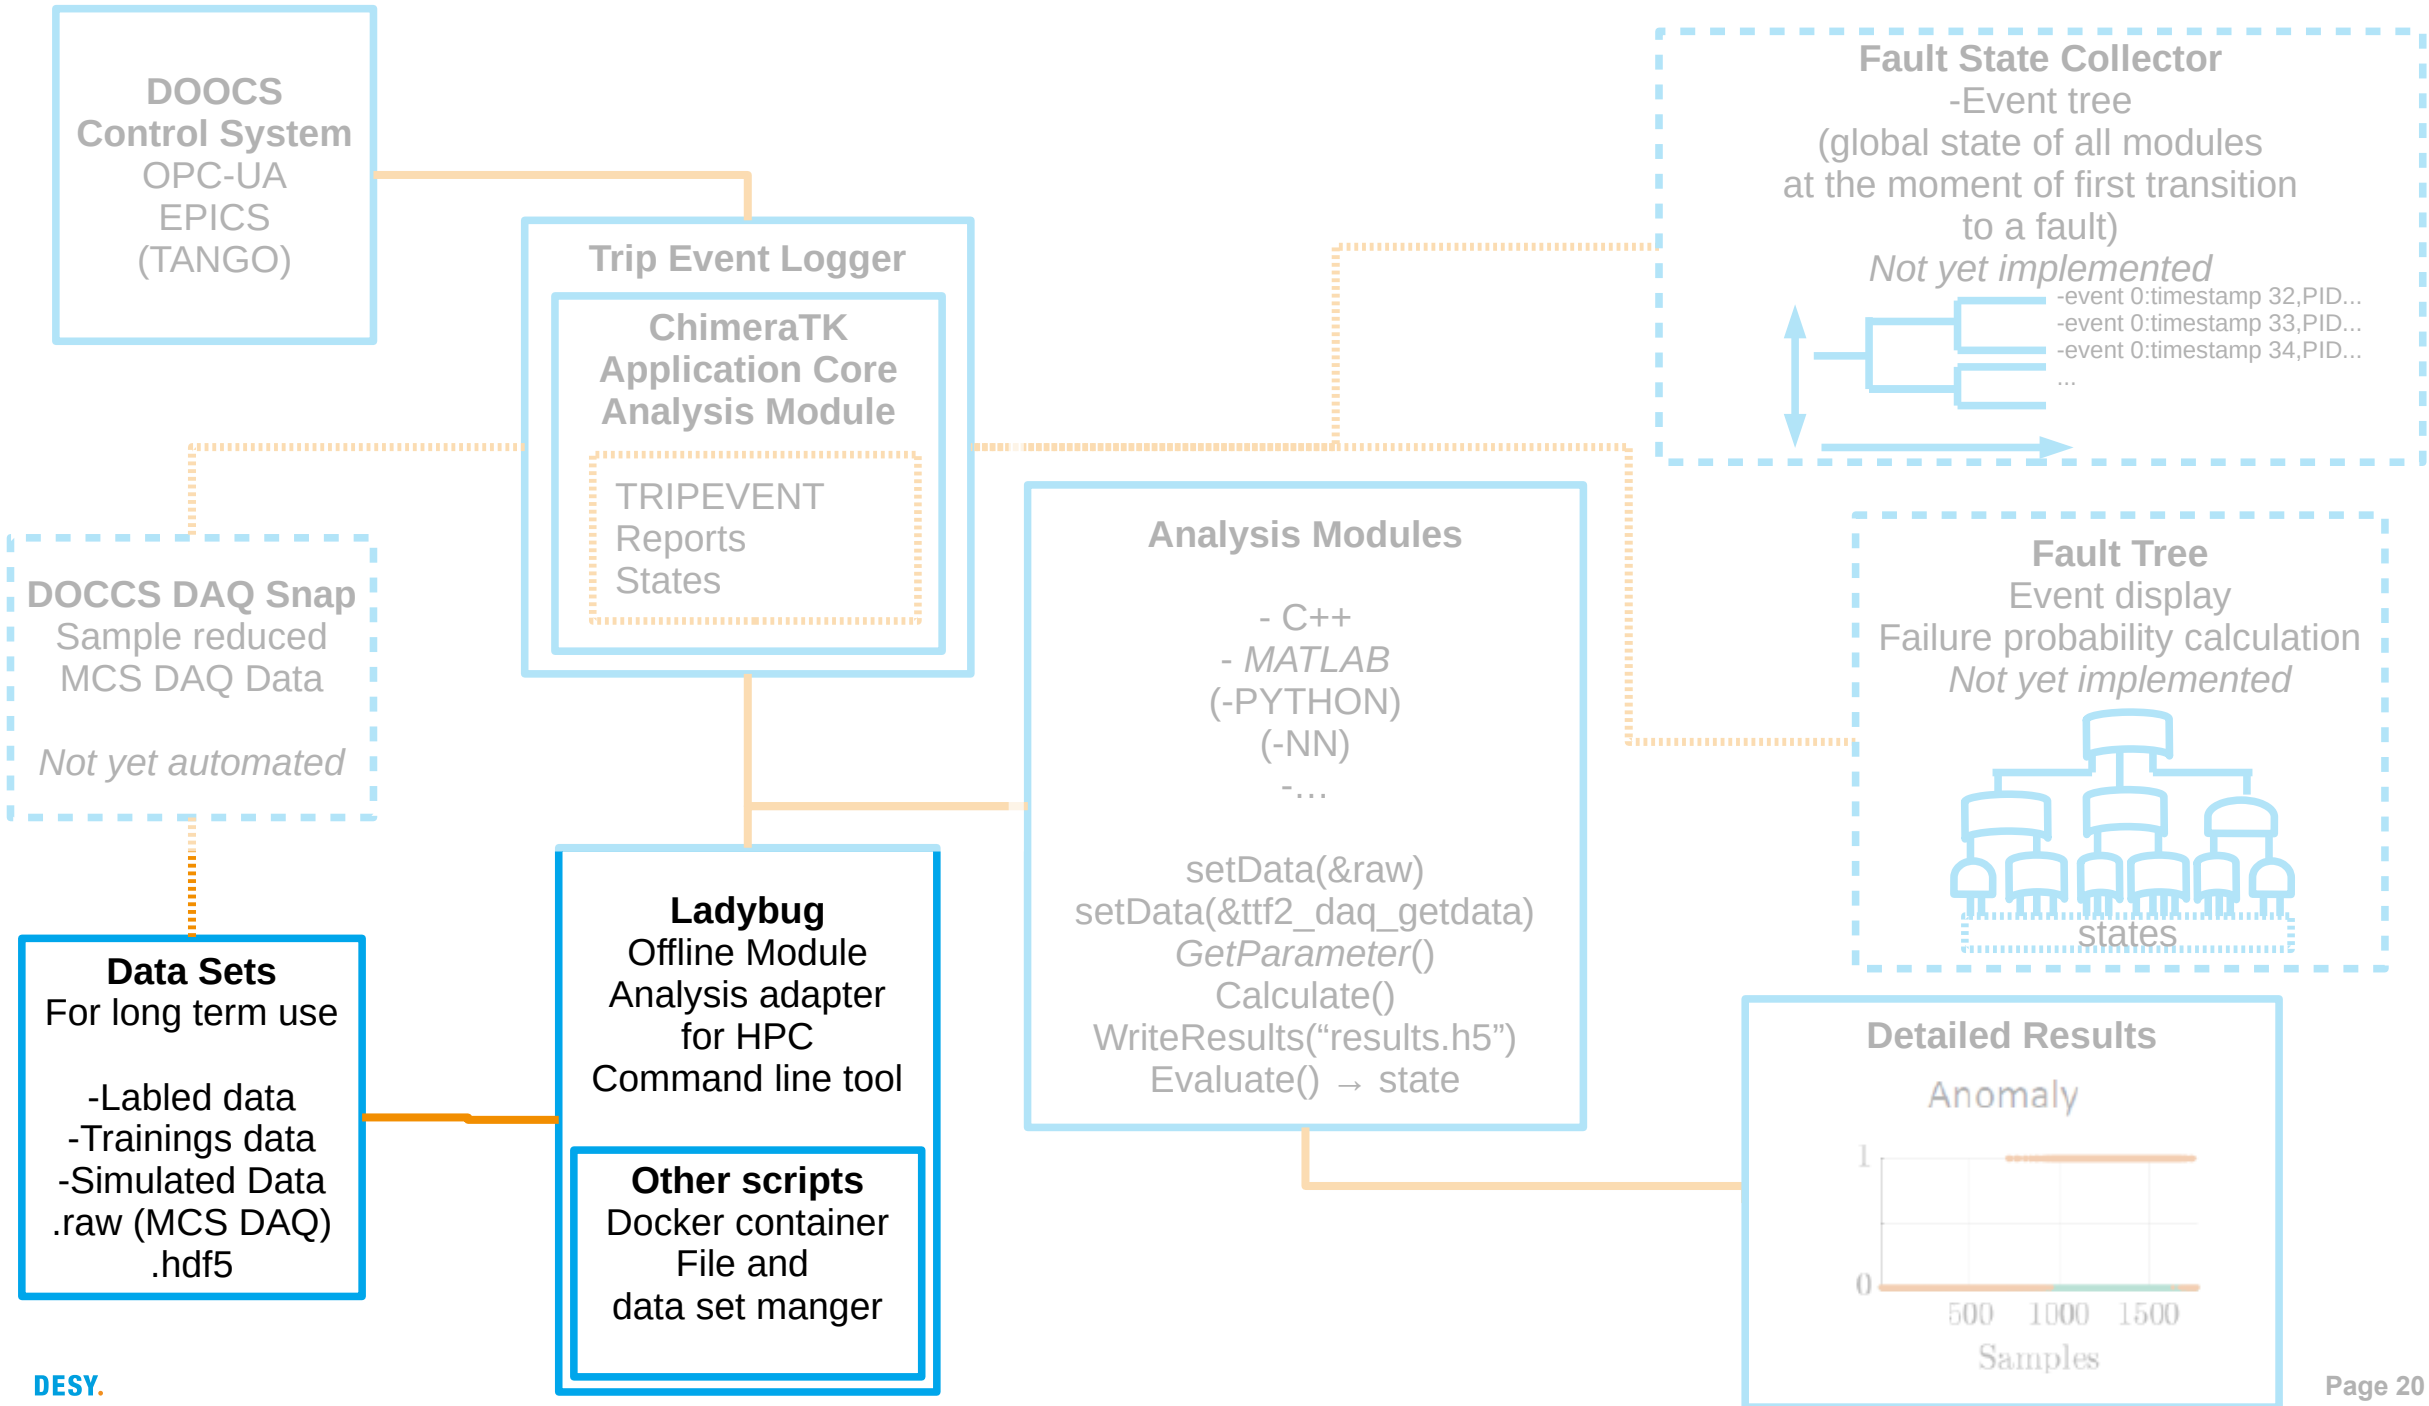 DOOCS
Control System
OPC-UA
EPICS
(TANGO)
Trip Event Logger
ChimeraTK
Application Core
Analysis Module
TRIPEVENT
Reports
States
Fault State Collector
-Event tree
(global state of all modules
at the moment of first transition
to a fault)
Not yet implemented
-event 0:timestamp 32,PID...
-event 0:timestamp 33,PID...
-event 0:timestamp 34,PID...
...
DOCCS DAQ Snap
Sample reduced
MCS DAQ Data
Not yet automated
Analysis Modules
- C++
- MATLAB
(-PYTHON)
(-NN)
-…
setData(&raw)
setData(&ttf2_daq_getdata)
GetParameter()
Calculate()
WriteResults(“results.h5”)
Evaluate() → state
Fault Tree
Event display
Failure probability calculation
Not yet implemented
states
Data Sets
For long term use
-Labled data
-Trainings data
-Simulated Data
.raw (MCS DAQ)
.hdf5
Ladybug
Offline Module
Analysis adapter
for HPC
Command line tool
Other scripts
Docker container
File and
data set manger
Detailed Results
Anomaly
1
0
500 1000 1500
Samples
DESY.
Page 20